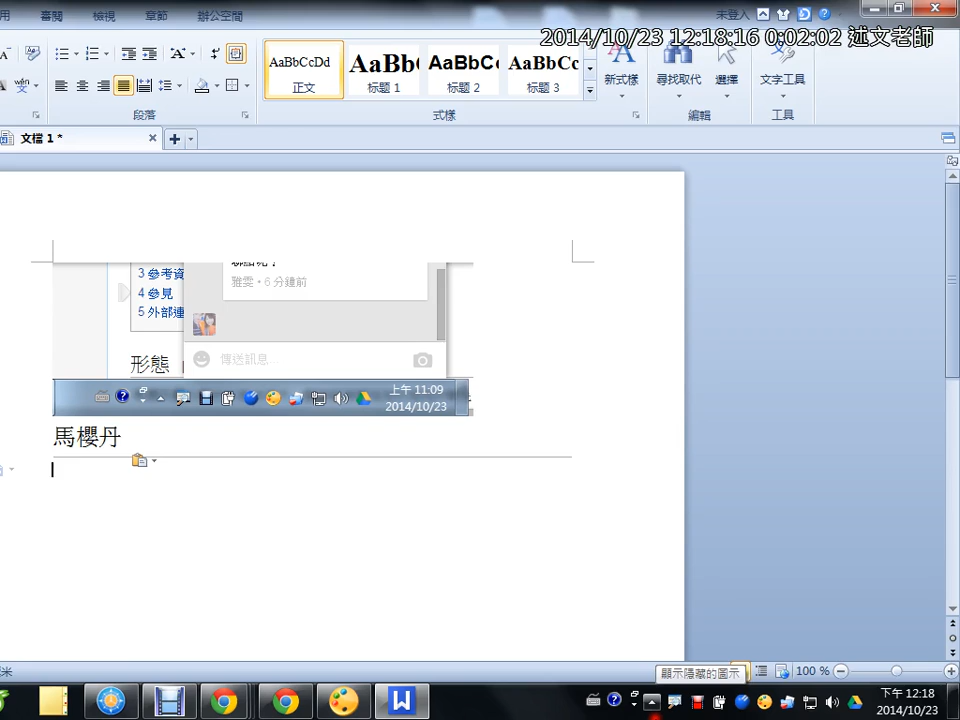 用 審閱 檢視 章節 辦公空間
未登入
2014/10/23 12:18:16 0:02:02 述文老師
AaBbCcDd AaBb( AaBbCc AaBbCc
正文 标题 1 标题 2 标题 3
新式樣 尋找取代 選擇 文字工具
段落 式樣 編輯 工具
文檔 1 *
3 參考資
4 參見
5 外部連
雅雯・6 分鐘前
形態
傳送訊息...
上午 11:09
2014/10/23
馬櫻丹
顯示隱藏的圖示
100 %
下午 12:18
2014/10/23